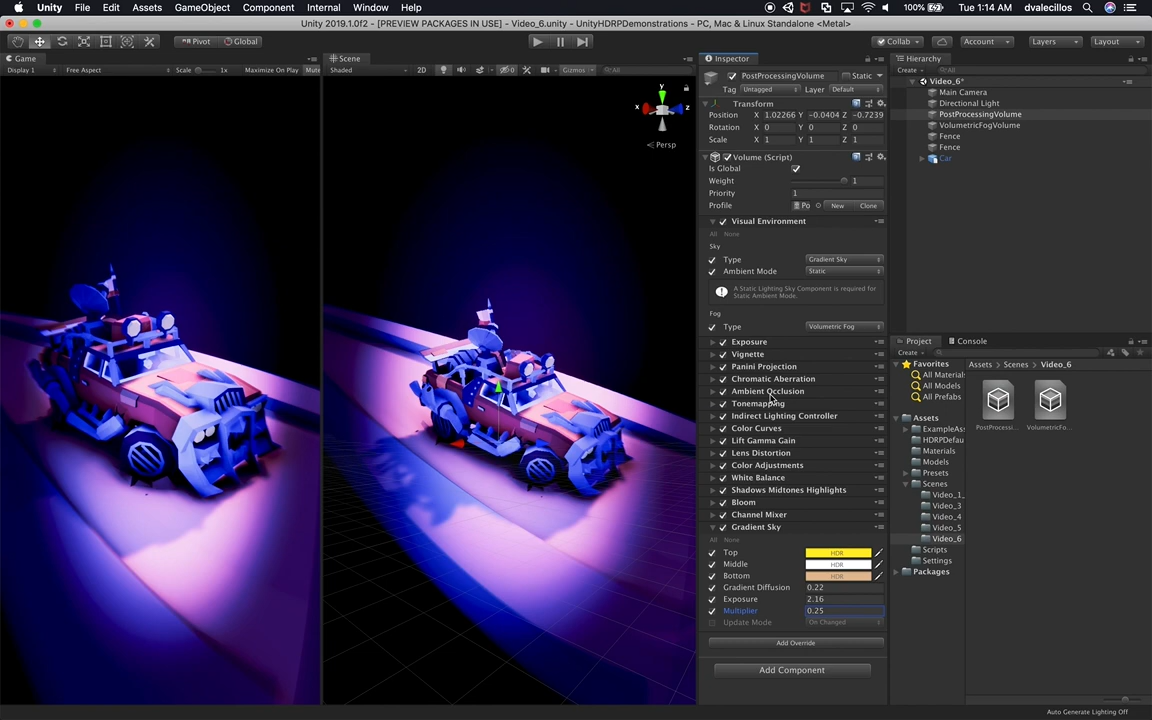 Unity File Edit Assets GameObject Component Internal Window Help 100% Tue 1:14 AM dvalecillos
Unity 2019.1.0f2 - [PREVIEW PACKAGES IN USE] - Video_6.unity - UnityHDRPDemonstrations - PC, Mac & Linux Standalone <Metal>
Pivot Global Collab Account Layers Layout
Game
Display 1 Free Aspect Scale 1x Maximize On Play Mute
Scene
Shaded 2D 0 Gizmos All
y
x z
Persp
Inspector
PostProcessingVolume Static
Tag Untagged Layer Default
Transform
Position X 1.02266 Y -0.0404 Z -0.7239
Rotation X 0 Y 0 Z 0
Scale X 1 Y 1 Z 1
Volume (Script)
Is Global
Weight 1
Priority 1
Profile Po New Clone
Visual Environment
All None
Sky
Type Gradient Sky
Ambient Mode Static
A Static Lighting Sky Component is required for
Static Ambient Mode.
Fog
Type Volumetric Fog
Exposure
Vignette
Panini Projection
Chromatic Aberration
Ambient Occlusion
Tonemapping
Indirect Lighting Controller
Color Curves
Lift Gamma Gain
Lens Distortion
Color Adjustments
White Balance
Shadows Midtones Highlights
Bloom
Channel Mixer
Gradient Sky
All None
Top HDR
Middle HDR
Bottom HDR
Gradient Diffusion 0.22
Exposure 2.16
Multiplier 0.25
Update Mode On Changed
Add Override
Add Component
Hierarchy
Create All
Video_6*
Main Camera
Directional Light
PostProcessingVolume
VolumetricFogVolume
Fence
Fence
Car
Project Console
Create
Favorites
All Material
All Models
All Prefabs
Assets
ExampleAss
HDRPDefau
Materials
Models
Presets
Scenes
Video_1_
Video_3
Video_4
Video_5
Video_6
Scripts
Settings
Packages
Assets Scenes Video_6
PostProcessi... VolumetricFo...
Auto Generate Lighting Off